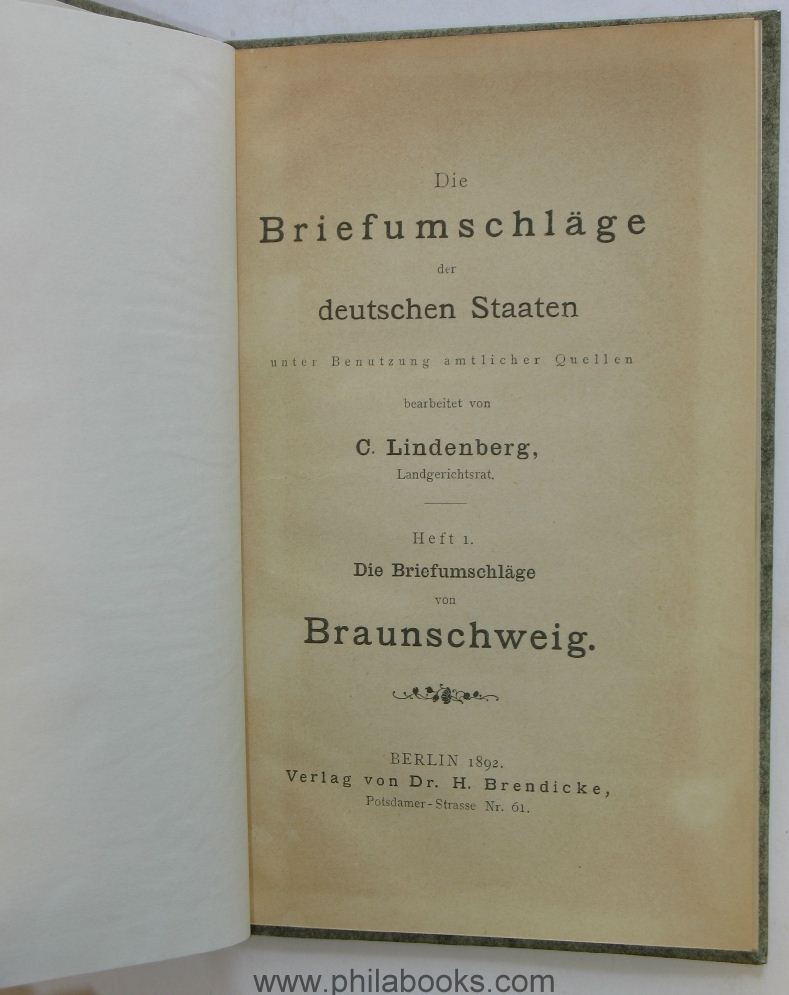 Die
Briefumschläge
der
deutschen Staaten
unter Benutzung amtlicher Quellen
bearbeitet von
C. Lindenberg,
Landgerichtsrat.
Heft 1.
Die Briefumschläge
von
Braunschweig.
BERLIN 1892.
Verlag von Dr. H. Brendicke,
Potsdamer-Strasse Nr. 61.
www.philabooks.com